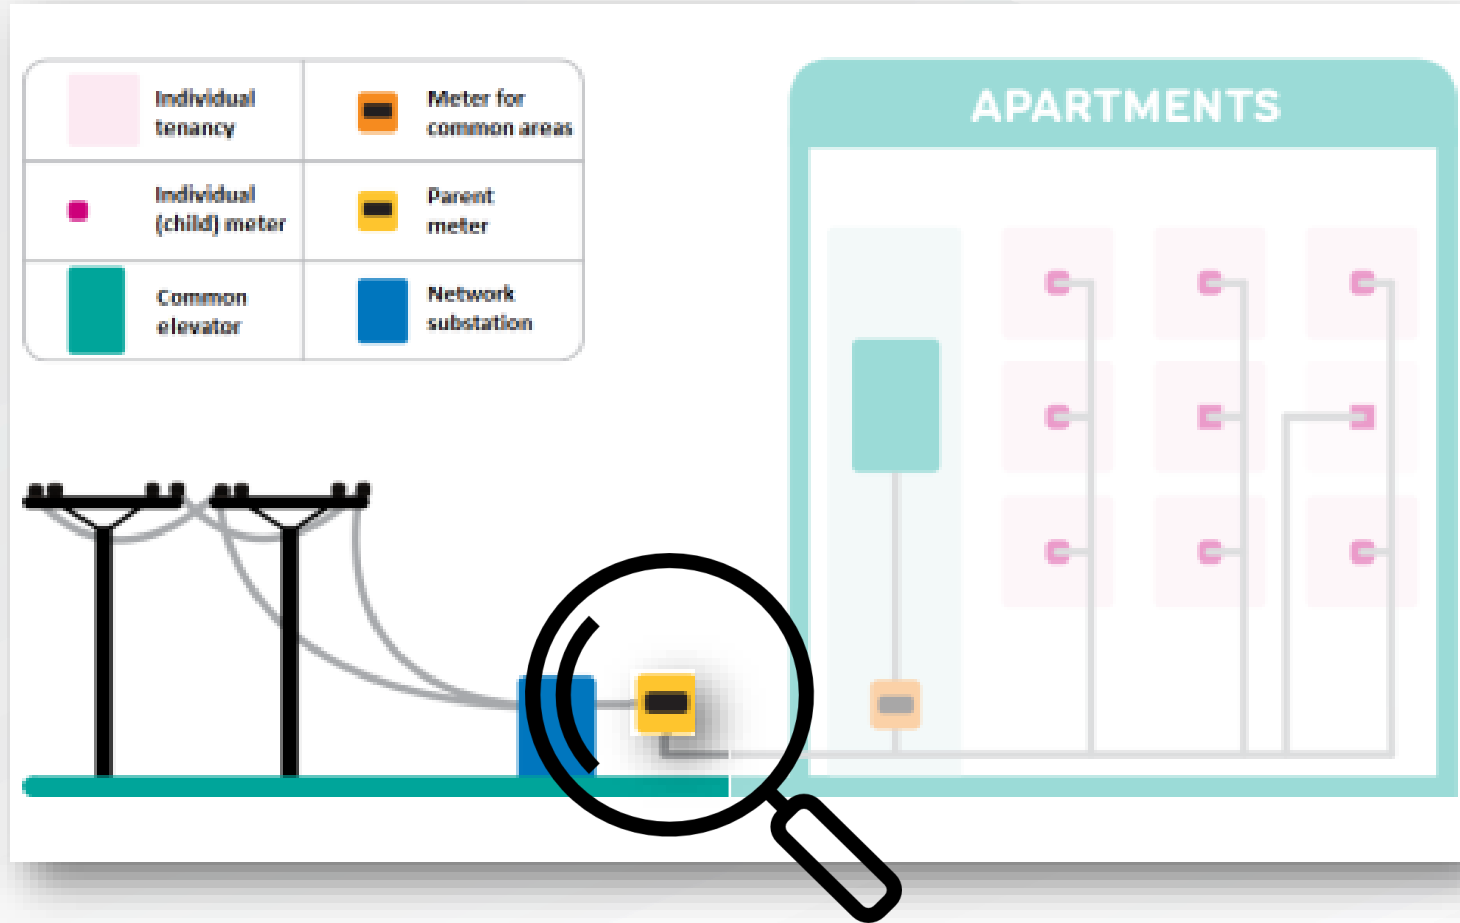 Individual
tenancy
Meter for
common areas
Individual
(child) meter
Parent
meter
Common
elevator
Network
substation
APARTMENTS